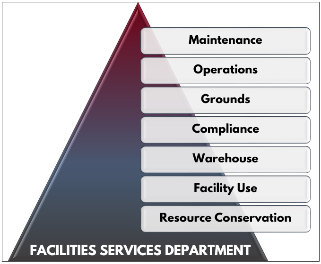 Maintenance
Operations
Grounds
Compliance
Warehouse
Facility Use
Resource Conservation
FACILITIES SERVICES DEPARTMENT